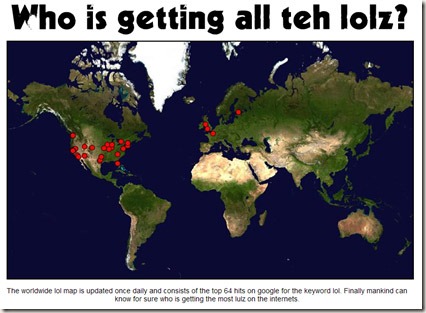 Who is getting all teh lolz?
The worldwide lol map is updated once daily and consists of the top 64 hits on google for the keyword lol. Finally mankind can
know for sure who is getting the most lulz on the internets.